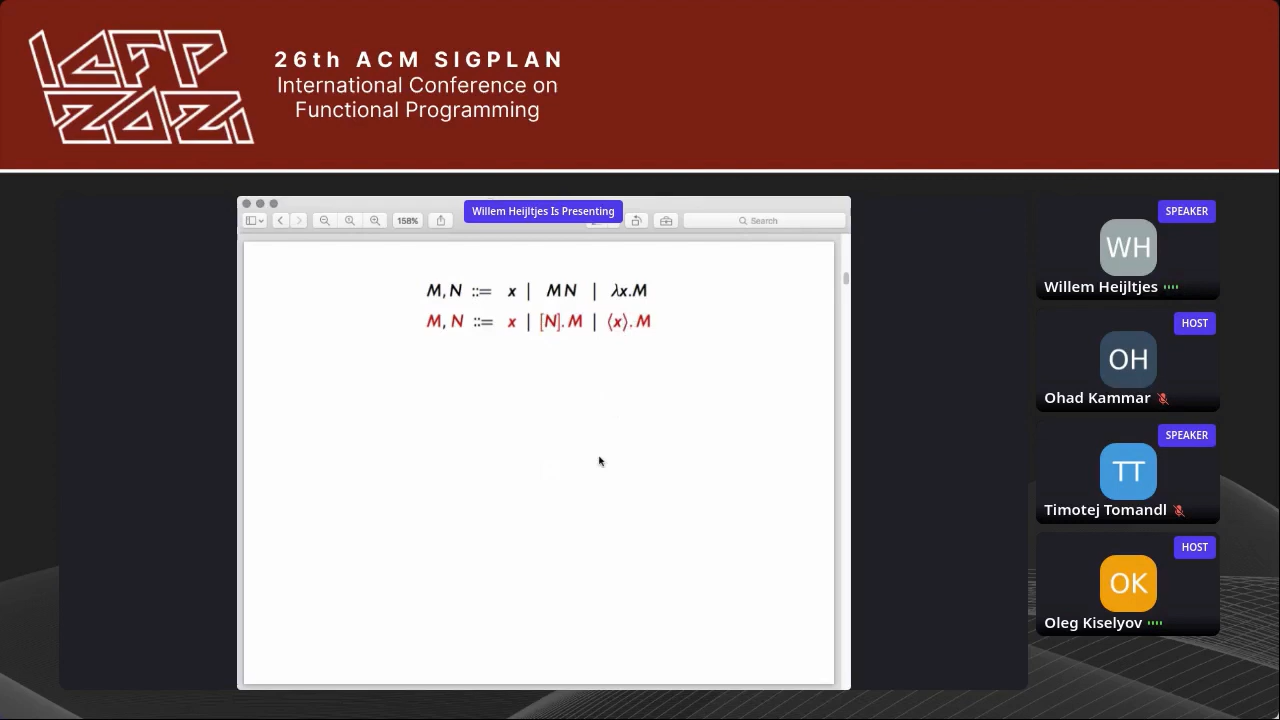 ICFP
2021
26th ACM SIGPLAN
International Conference on
Functional Programming
Willem Heijltjes Is Presenting
158%
Search
M, N ::= x | M N | λx.M
M, N ::= x | [N].M | ⟨x⟩.M
SPEAKER
WH
Willem Heijltjes
HOST
OH
Ohad Kammar
SPEAKER
TT
Timotej Tomandl
HOST
OK
Oleg Kiselyov